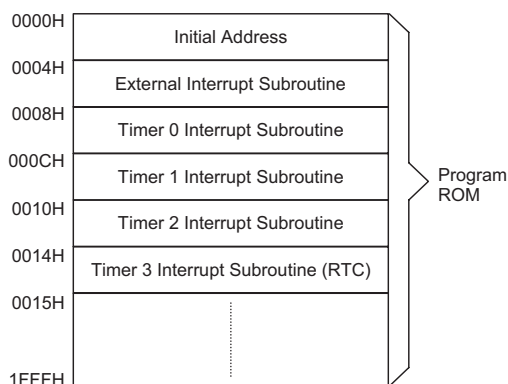 0000H
Initial Address
0004H
External Interrupt Subroutine
0008H
Timer 0 Interrupt Subroutine
000CH
Timer 1 Interrupt Subroutine
Program
ROM
0010H
Timer 2 Interrupt Subroutine
0014H
Timer 3 Interrupt Subroutine (RTC)
0015H
1FFFH